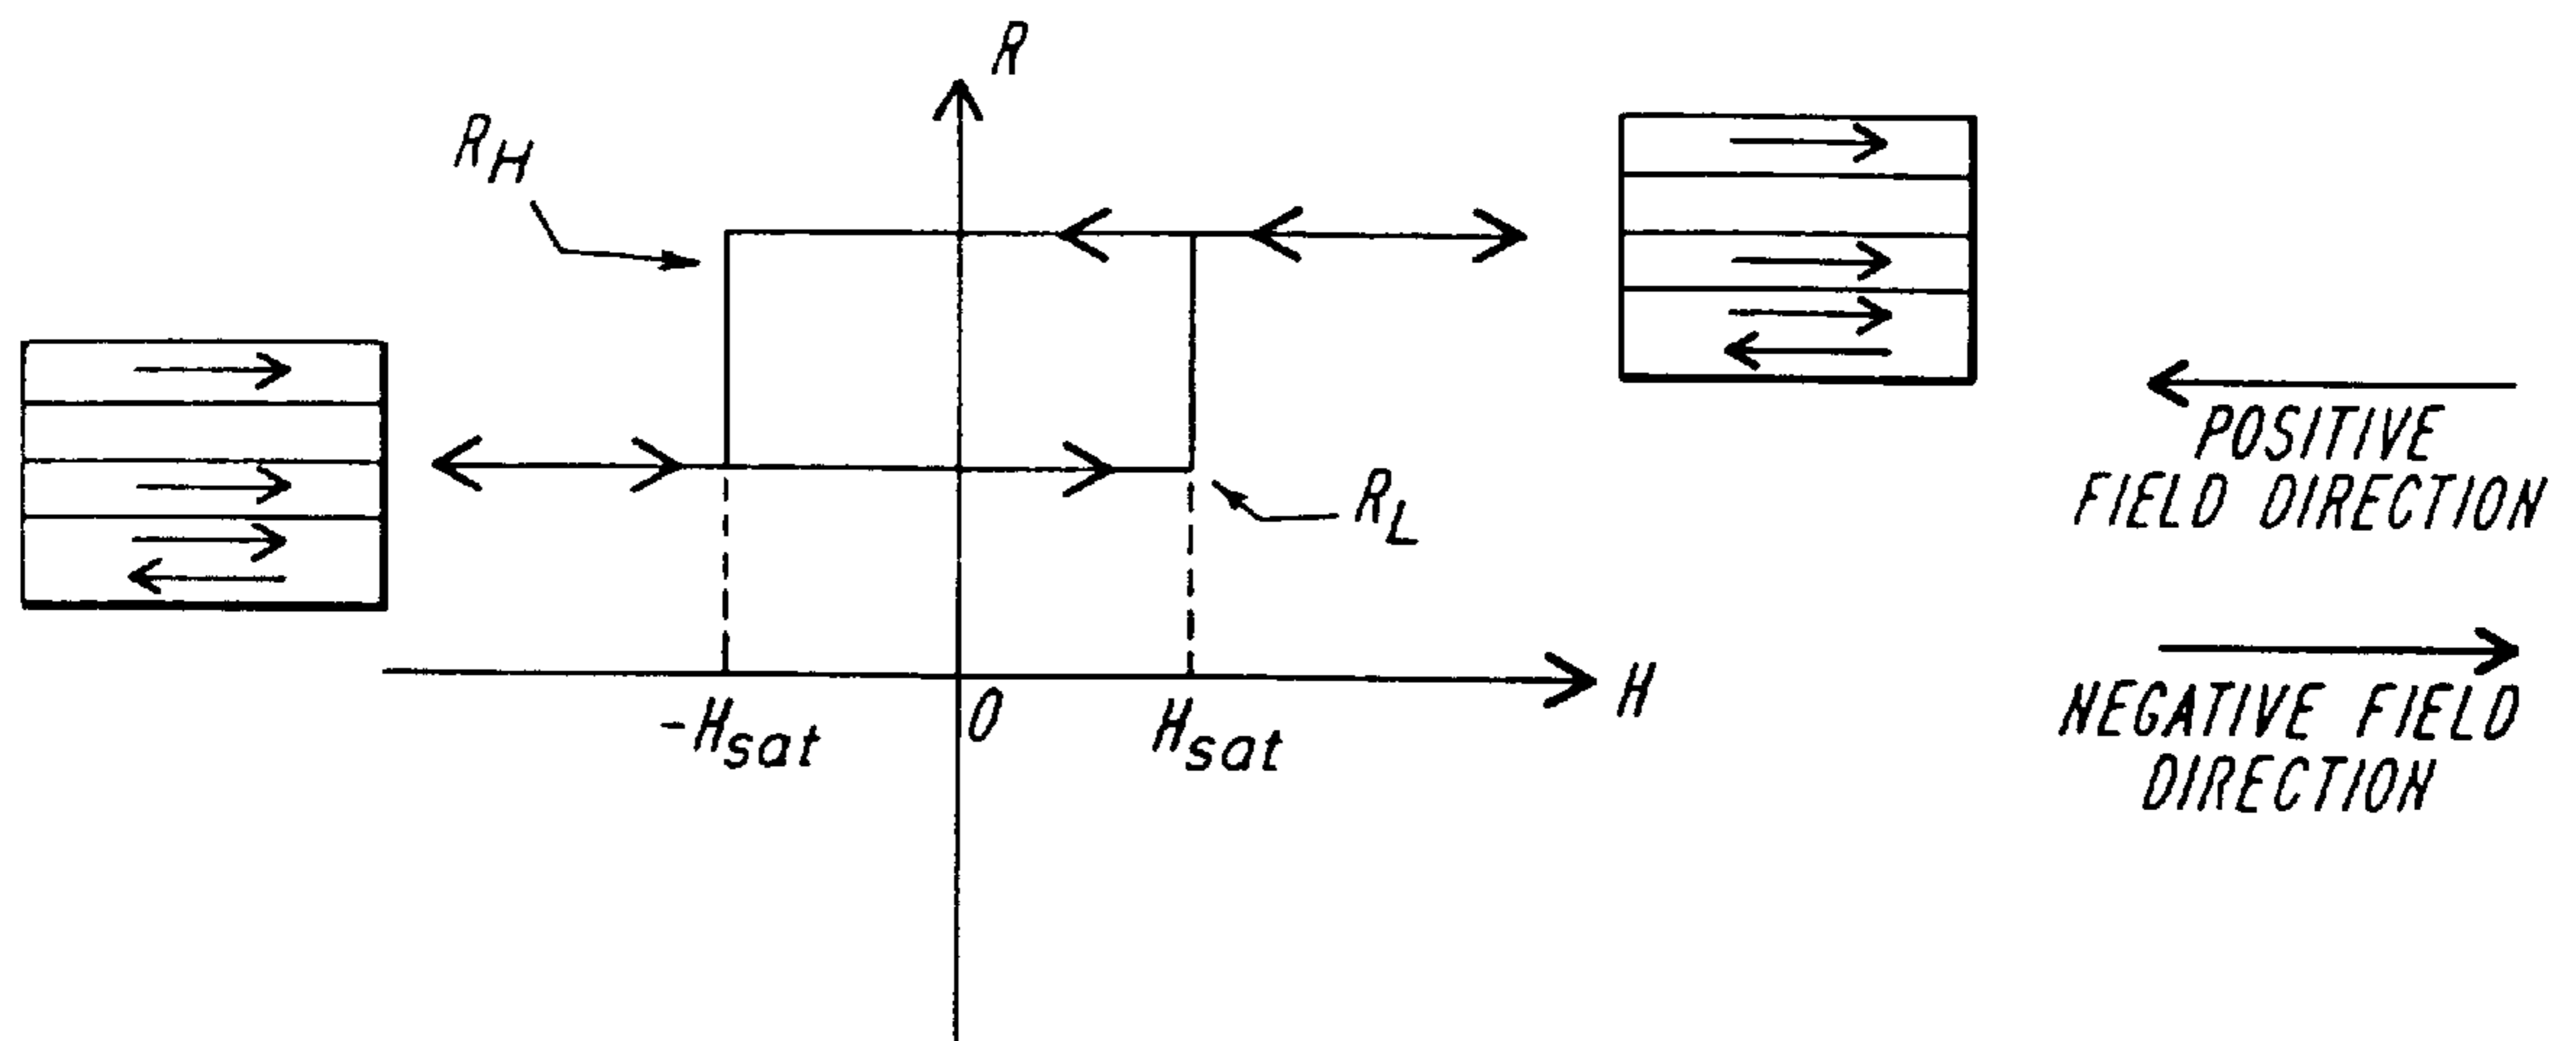 R
R_H
R_L
POSITIVE
FIELD DIRECTION
-H_sat
0
H_sat
H
NEGATIVE FIELD
DIRECTION